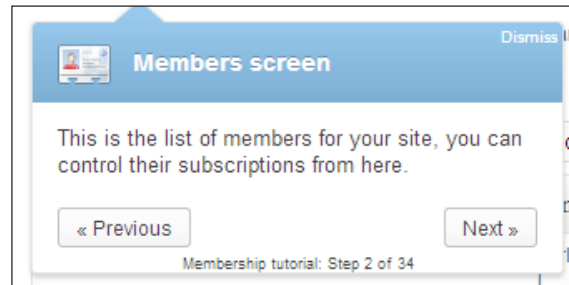 Dismiss
Members screen
This is the list of members for your site, you can
control their subscriptions from here.
« Previous
Next »
Membership tutorial: Step 2 of 34